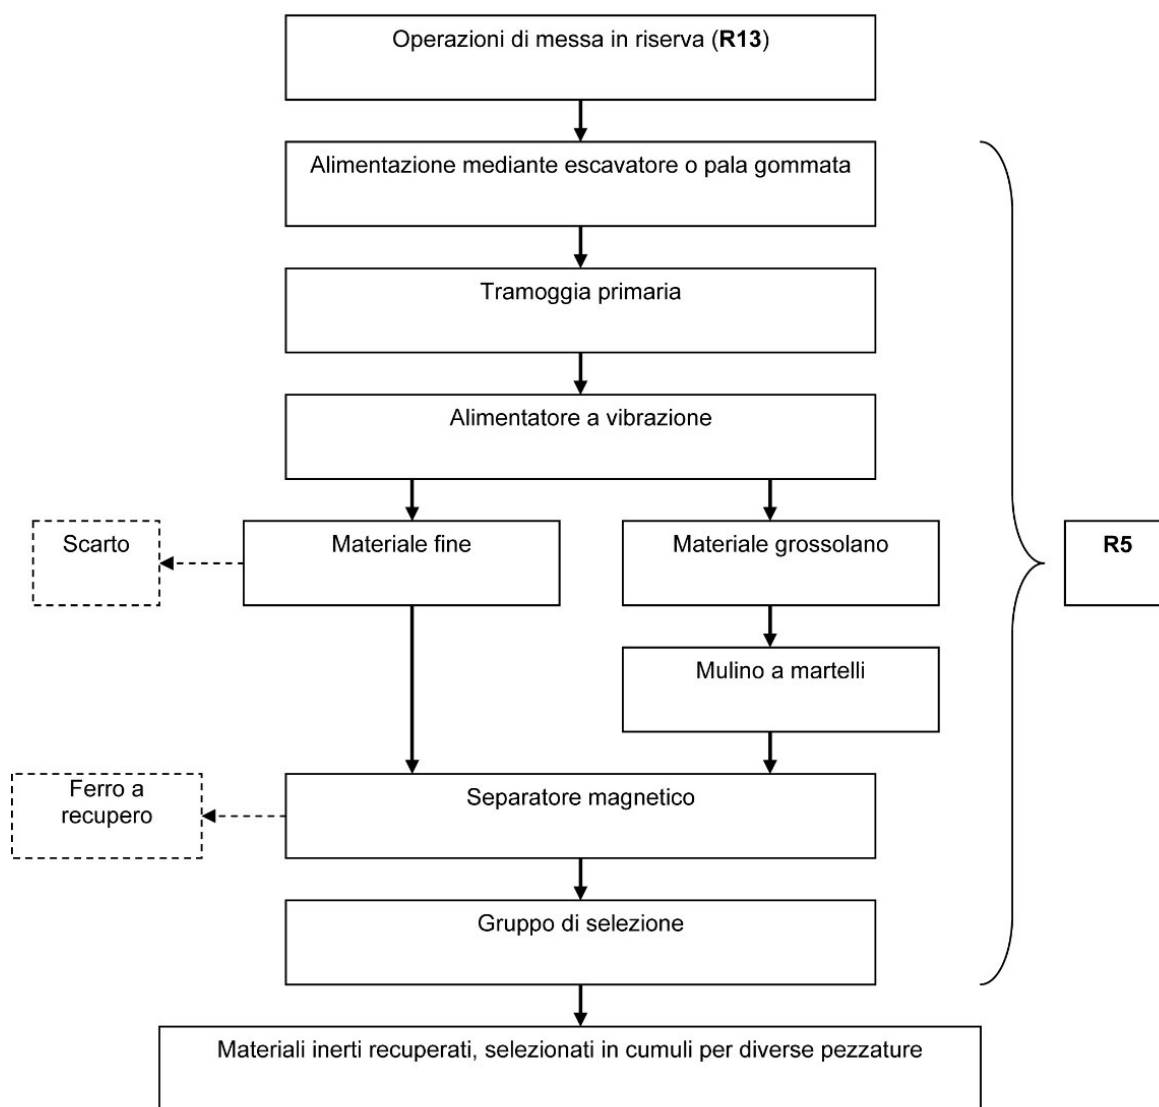 Operazioni di messa in riserva (R13)
Alimentazione mediante escavatore o pala gommata
Tramoggia primaria
Alimentatore a vibrazione
Scarto
Materiale fine
Materiale grossolano
R5
Mulino a martelli
Ferro a
recupero
Separatore magnetico
Gruppo di selezione
Materiali inerti recuperati, selezionati in cumuli per diverse pezzature